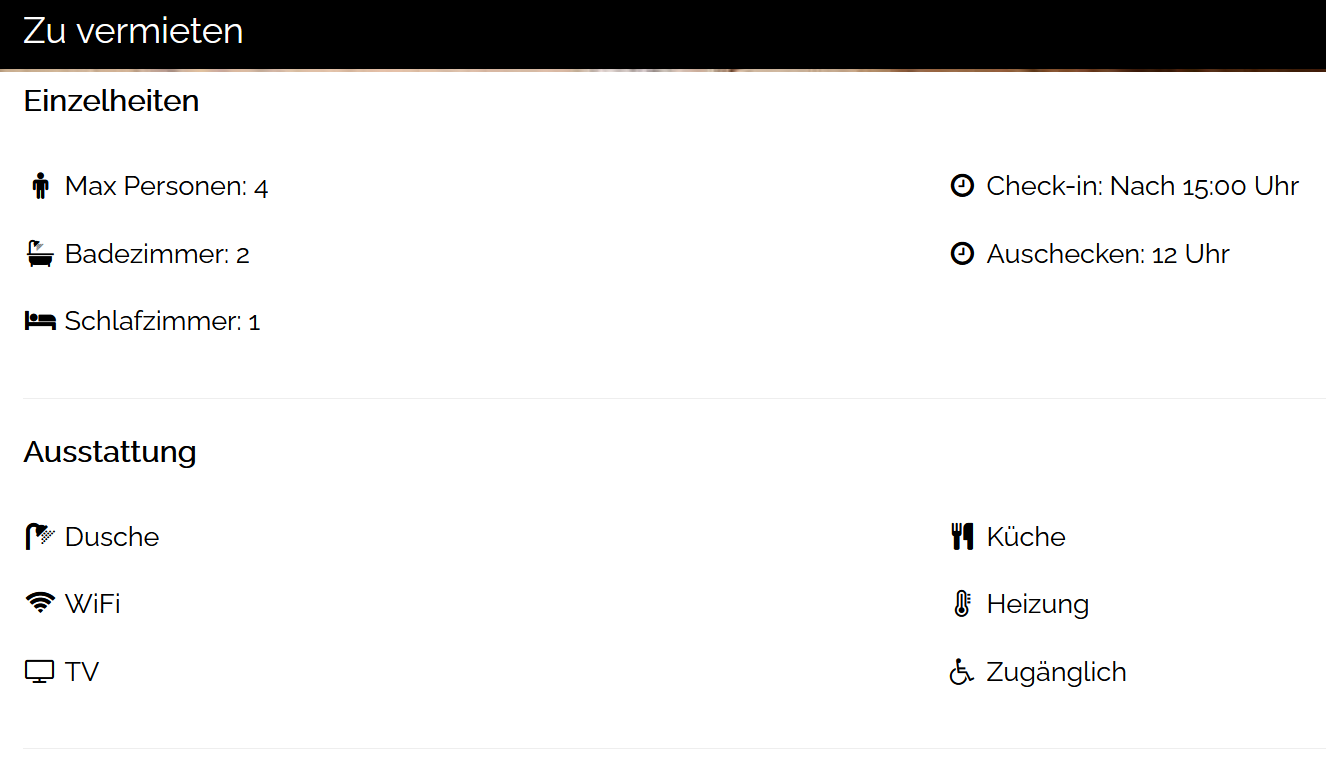 Zu vermieten
Einzelheiten
Max Personen: 4
Check-in: Nach 15:00 Uhr
Badezimmer: 2
Auschecken: 12 Uhr
Schlafzimmer: 1
Ausstattung
Dusche
Küche
WiFi
Heizung
TV
Zugänglich